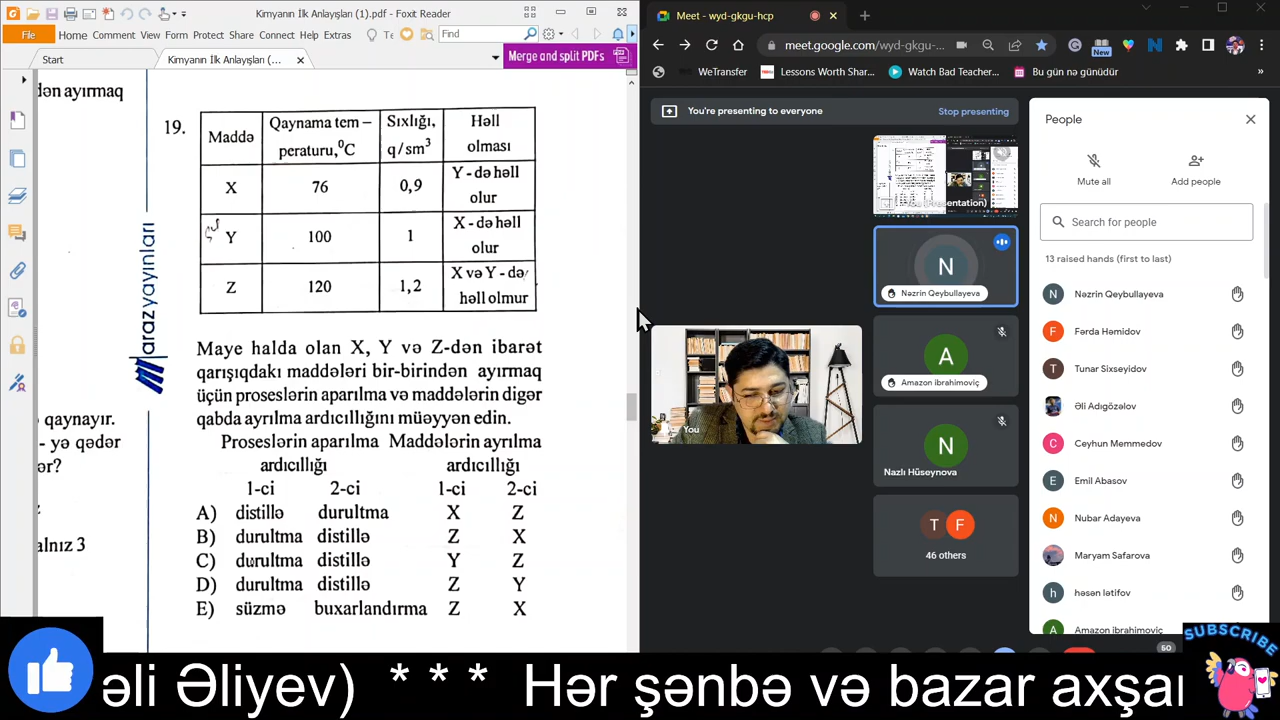 Kimyanın İlk Anlayışları (1).pdf - Foxit Reader
File Home Comment View Form Protect Share Connect Help Extras Find
Start
Kimyanın İlk Anlayışları (...
Merge and split PDFs
dən ayırmaq
ə qaynayır.
- yə qədər
ər?
alnız 3
arazyayınları
19.
Maddə
Qaynama tem –
peraturu,⁰C
Sıxlığı,
q/sm³
Həll
olması
X
76
0,9
Y - də həll
olur
Y
100
1
X - də həll
olur
Z
120
1,2
X və Y - də
həll olmur
Maye halda olan X, Y və Z-dən ibarət
qarışıqdakı maddələri bir-birindən ayırmaq
üçün proseslərin aparılma və maddələrin digər
qabda ayrılma ardıcıllığını müəyyən edin.
Proseslərin aparılma Maddələrin ayrılma
ardıcıllığı ardıcıllığı
1-ci 2-ci 1-ci 2-ci
A) distillə durultma X Z
B) durultma distillə Z X
C) durultma distillə Y Z
D) durultma distillə Z Y
E) süzmə buxarlandırma Z X
Meet - wyd-gkgu-hcp
meet.google.com/wyd-gkgu-...
New
WeTransfer
Lessons Worth Shar...
Watch Bad Teacher...
Bu gün nə günüdür
»
You're presenting to everyone
Stop presenting
N
Nəzrin Qeybullayeva
A
Amazon ibrahimoviç
N
Nazlı Hüseynova
T F
46 others
You
People
Mute all
Add people
Search for people
13 raised hands (first to last)
N Nəzrin Qeybullayeva
F Fərda Həmidov
T Tunar Sixseyidov
Əli Adıgözəlov
C Ceyhun Memmedov
E Emil Abasov
N Nubar Adayeva
Maryam Safarova
h həsən lətifov
A Amazon ibrahimoviç
50
SUBSCRIBE
əli Əliyev) * * * Hər şənbə və bazar axşar